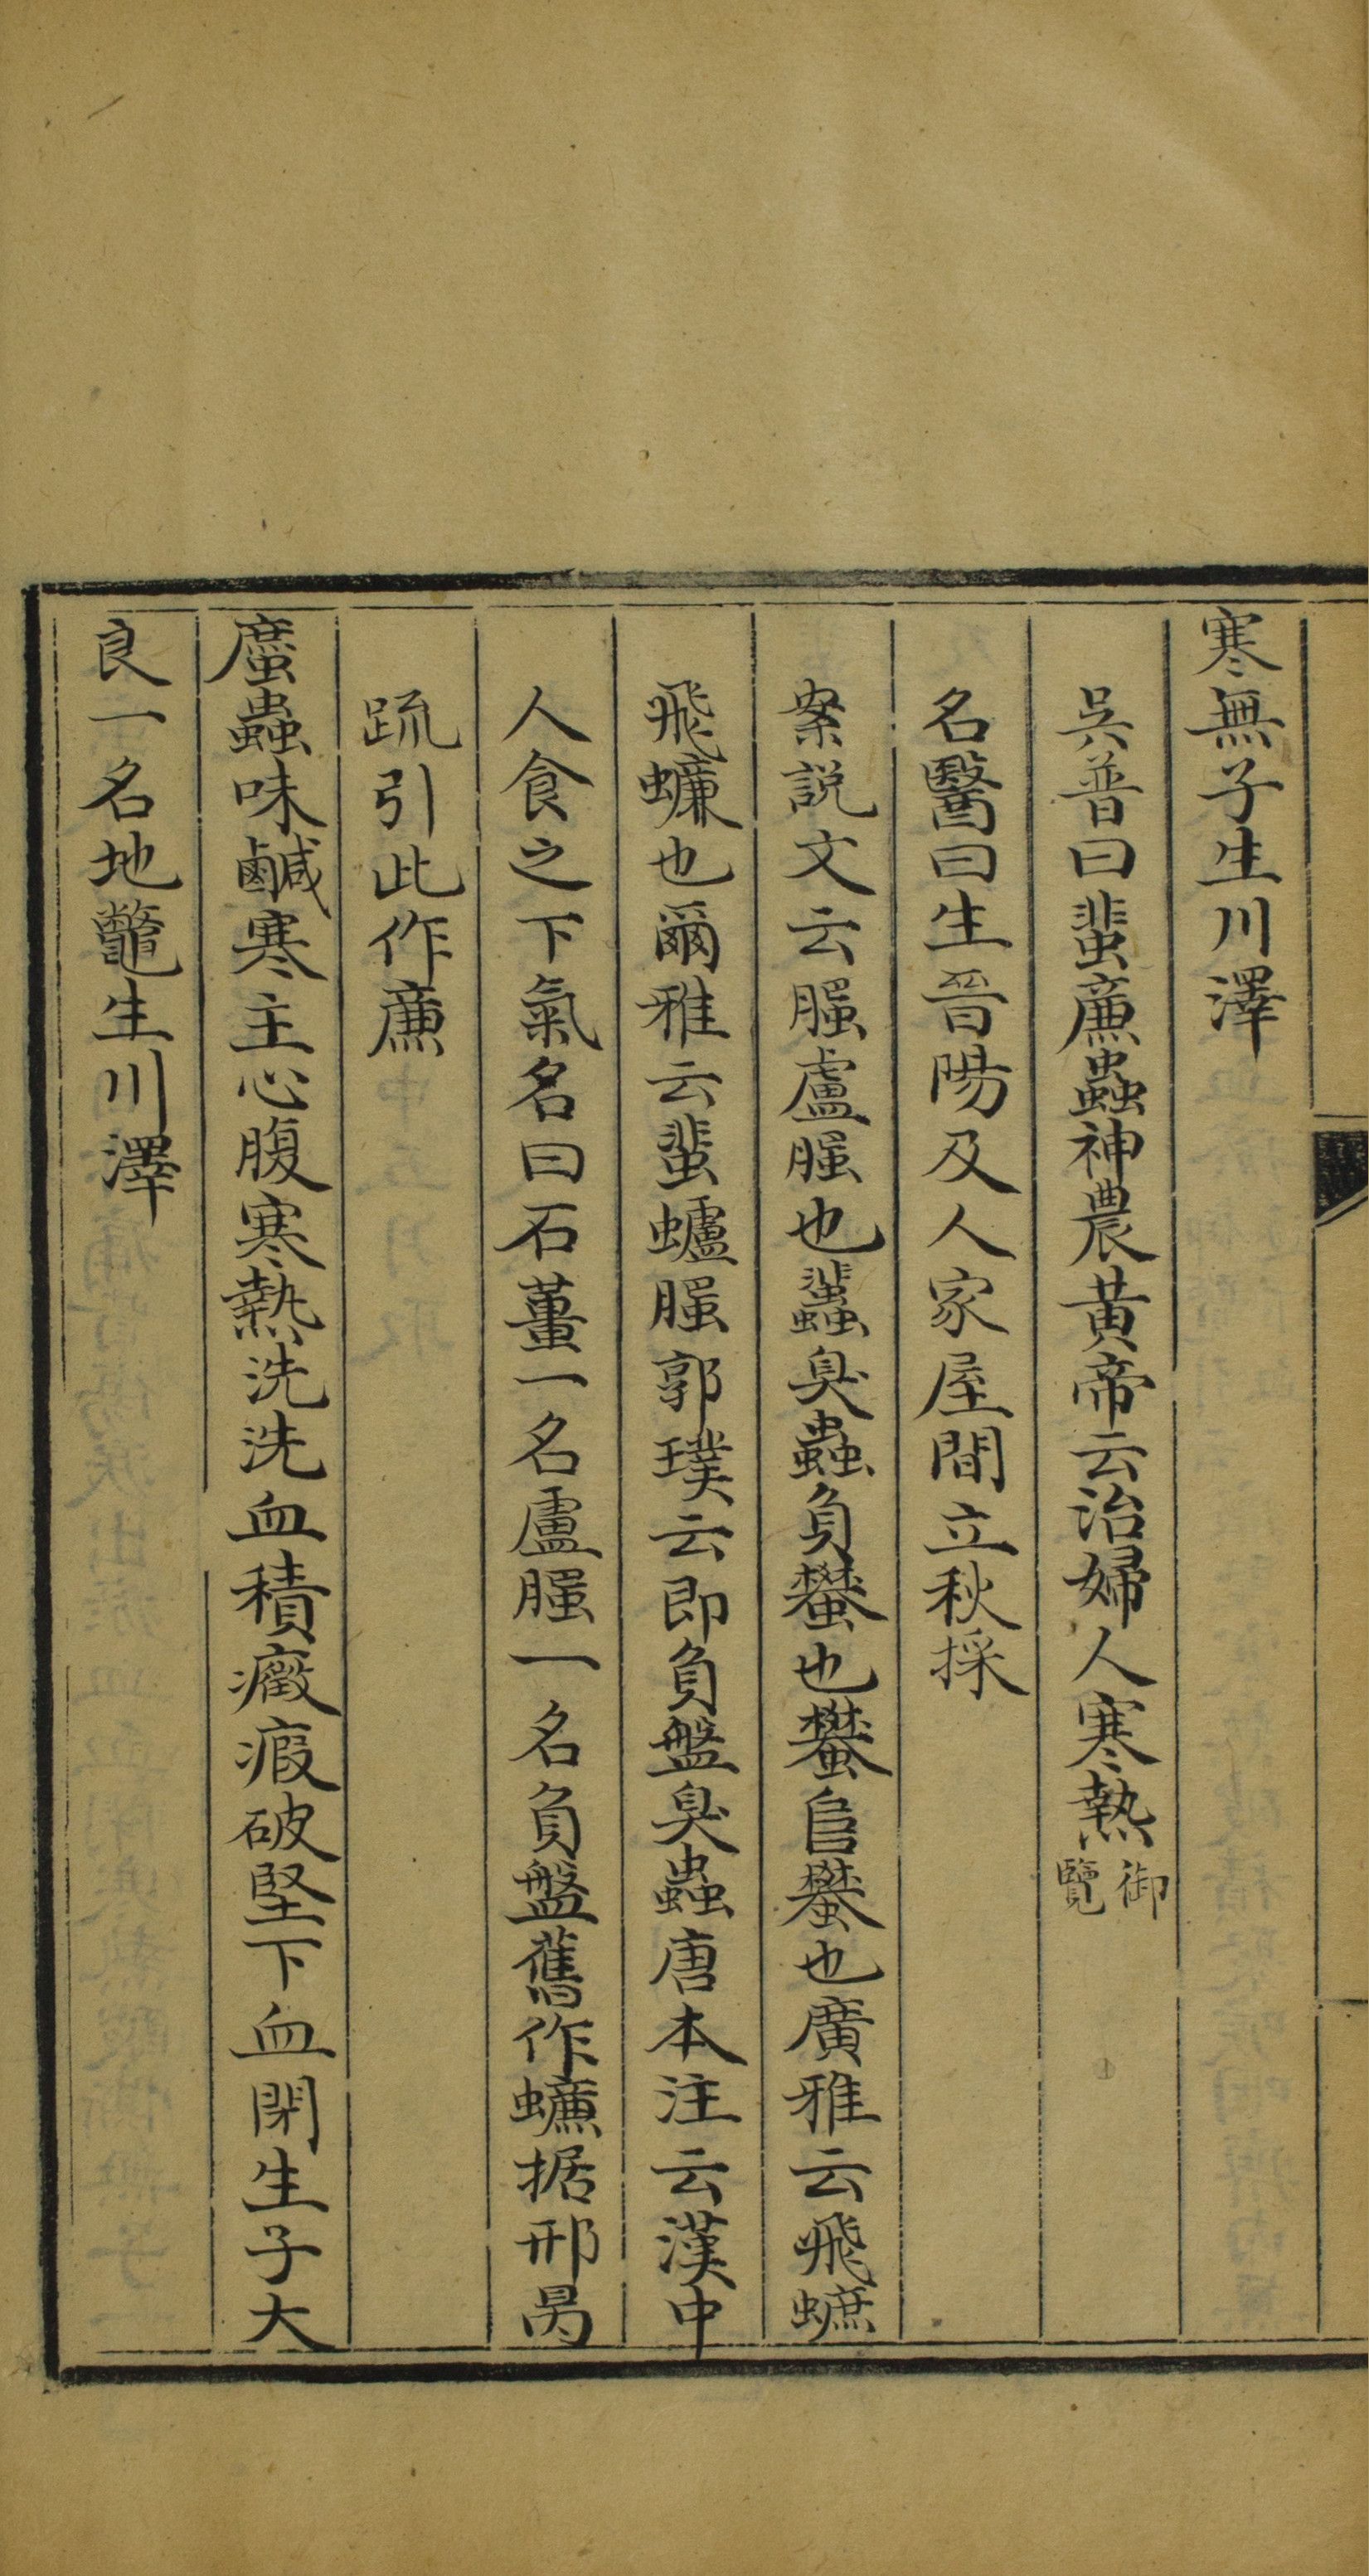 寒無子生川澤
吳普曰蜚廉蟲神農黃帝云治婦人寒熱御覽
名醫曰生晉陽及人家屋間立秋採
案說文云蜰盧蜰也蠹臭蟲負蠜也蠜𠂤蠜也廣雅云飛蟅
飛蠊也爾雅云蜚蠦蜰郭璞云即負盤臭蟲唐本注云漢中
人食之下氣名曰石薑一名盧蜰一名負盤舊作蠊据邢昺
疏引此作廉
䗪蟲味鹹寒主心腹寒熱洗洗血積癥瘕破堅下血閉生子大
良一名地鼈生川澤